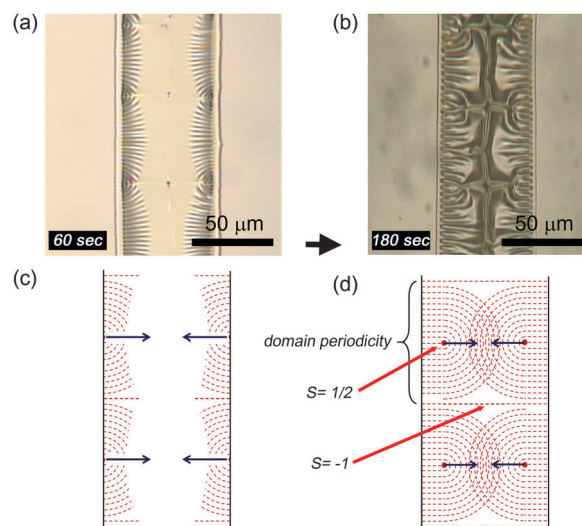 (a)
(b)
60 sec
50 μm
180 sec
50 μm
(c)
(d)
domain periodicity
S= 1/2
S= -1